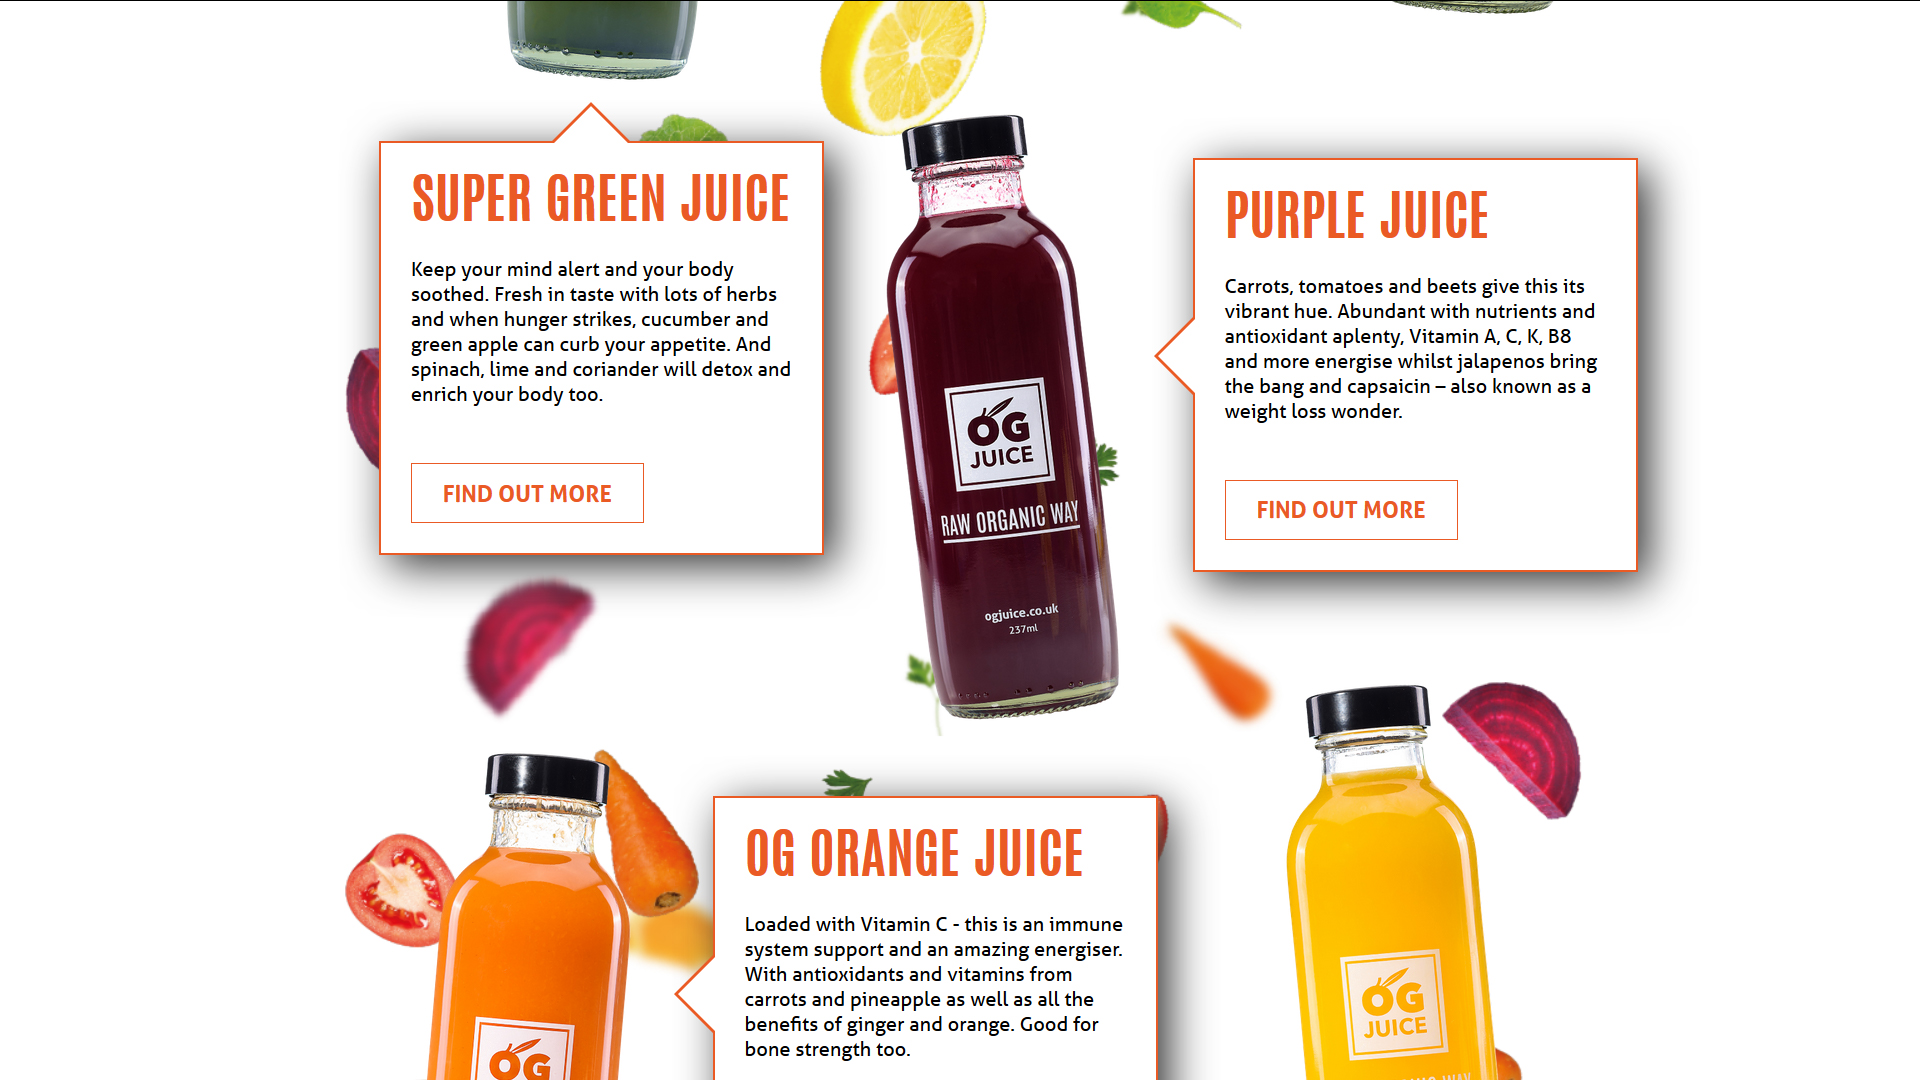 SUPER GREEN JUICE
Keep your mind alert and your body
soothed. Fresh in taste with lots of herbs
and when hunger strikes, cucumber and
green apple can curb your appetite. And
spinach, lime and coriander will detox and
enrich your body too.
FIND OUT MORE
OG
JUICE
RAW ORGANIC WAY
ogjuice.co.uk
237ml
PURPLE JUICE
Carrots, tomatoes and beets give this its
vibrant hue. Abundant with nutrients and
antioxidant aplenty, Vitamin A, C, K, B8
and more energise whilst jalapenos bring
the bang and capsaicin – also known as a
weight loss wonder.
FIND OUT MORE
OG
OG ORANGE JUICE
Loaded with Vitamin C - this is an immune
system support and an amazing energiser.
With antioxidants and vitamins from
carrots and pineapple as well as all the
benefits of ginger and orange. Good for
bone strength too.
OG
JUICE